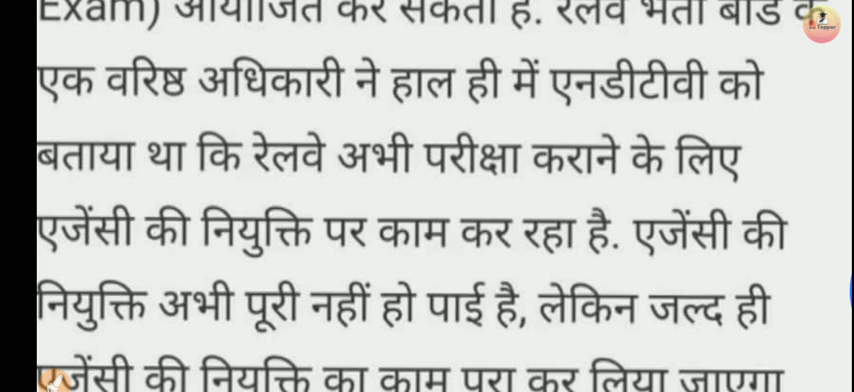 Exam) आयोजित कर सकता है. रेलवे भर्ती बोर्ड
एक वरिष्ठ अधिकारी ने हाल ही में एनडीटीवी को
बताया था कि रेलवे अभी परीक्षा कराने के लिए
एजेंसी की नियुक्ति पर काम कर रहा है. एजेंसी की
नियुक्ति अभी पूरी नहीं हो पाई है, लेकिन जल्द ही
एजेंसी की नियुक्ति का काम पूरा कर लिया जाएगा